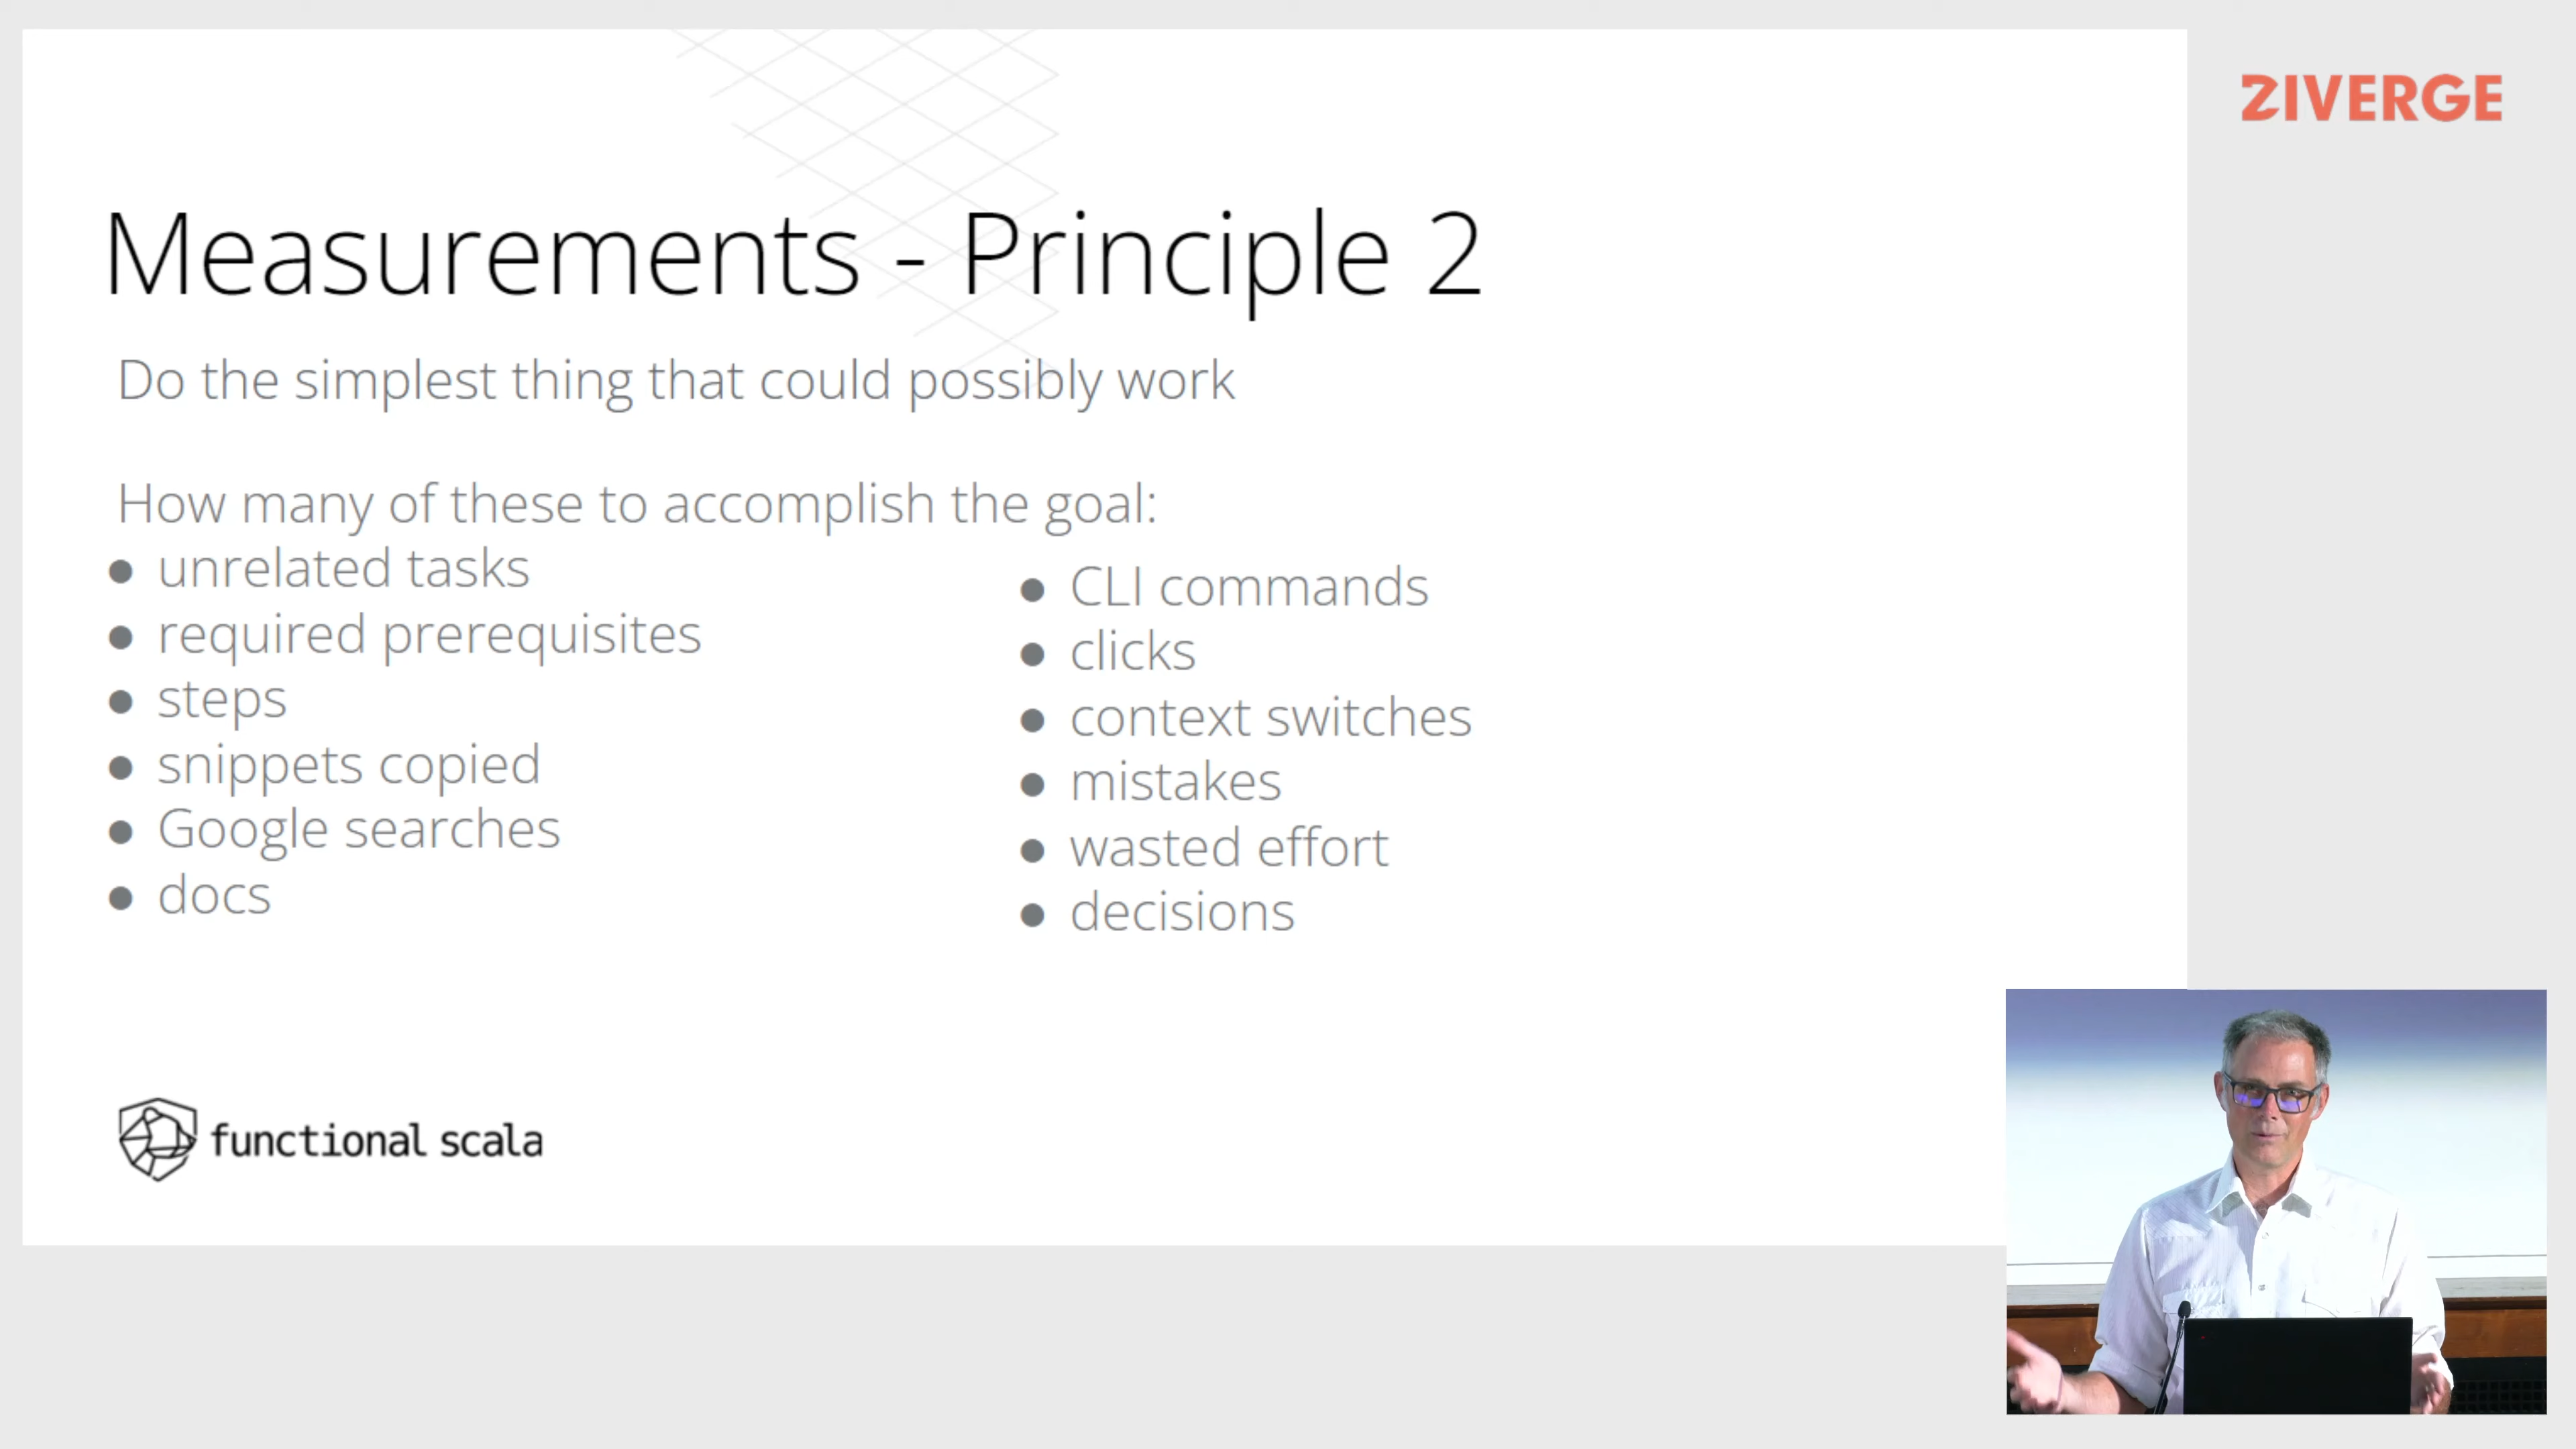 ZIVERGE
Measurements - Principle 2
Do the simplest thing that could possibly work
How many of these to accomplish the goal:
● unrelated tasks
● required prerequisites
● steps
● snippets copied
● Google searches
● docs
● CLI commands
● clicks
● context switches
● mistakes
● wasted effort
● decisions
functional scala